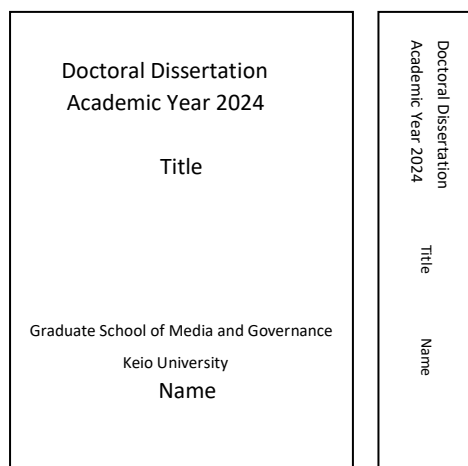 Doctoral Dissertation
Academic Year 2024
Title
Graduate School of Media and Governance
Keio University
Name
Doctoral Dissertation
Academic Year 2024
Title
Name